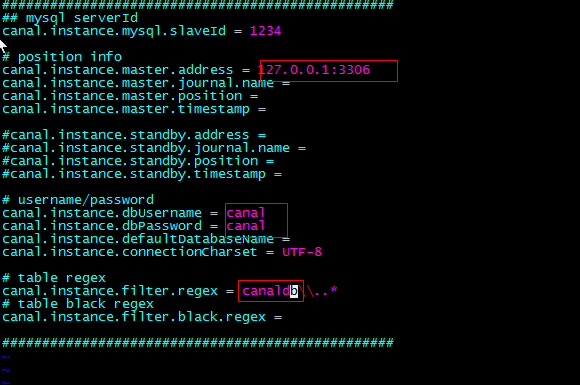 #################################################
## mysql serverId
canal.instance.mysql.slaveId = 1234

# position info
canal.instance.master.address = 127.0.0.1:3306
canal.instance.master.journal.name =
canal.instance.master.position =
canal.instance.master.timestamp =

#canal.instance.standby.address =
#canal.instance.standby.journal.name =
#canal.instance.standby.position =
#canal.instance.standby.timestamp =

# username/password
canal.instance.dbUsername = canal
canal.instance.dbPassword = canal
canal.instance.defaultDatabaseName =
canal.instance.connectionCharset = UTF-8

# table regex
canal.instance.filter.regex = canaldb\\..*
# table black regex
canal.instance.filter.black.regex =

#################################################
~
~
~